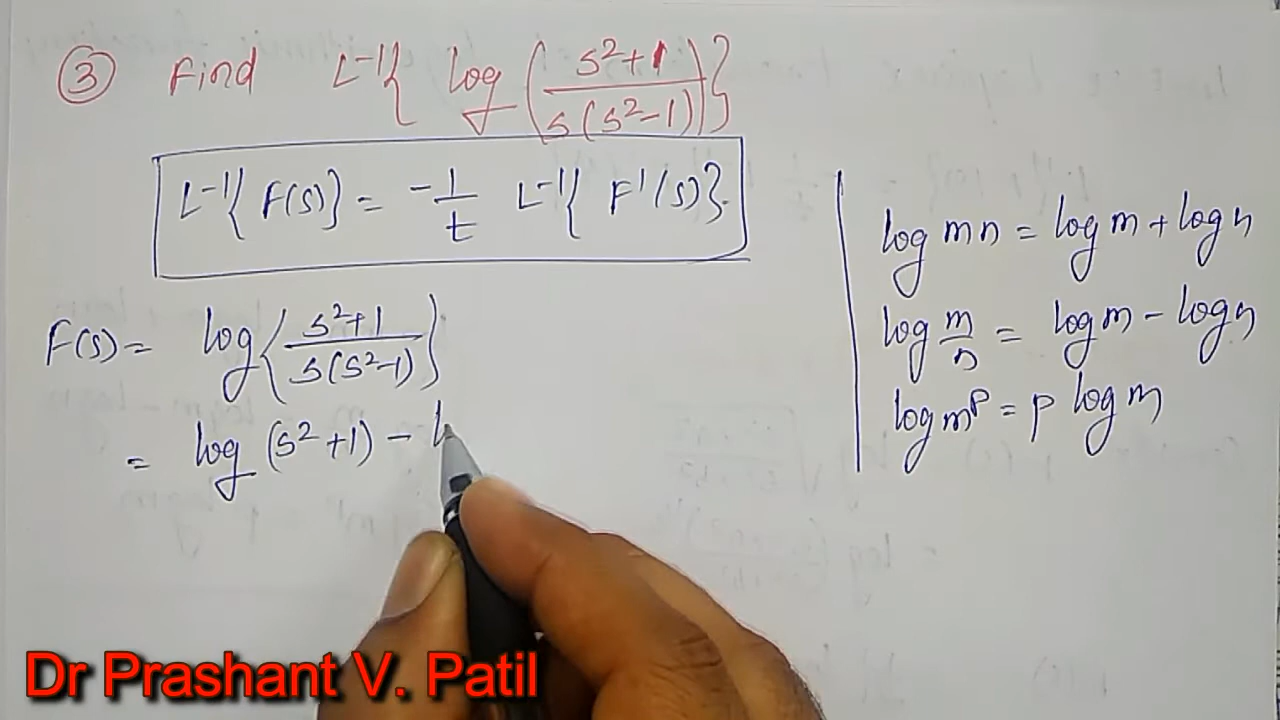 ③ Find L⁻¹{ log ( s²+1 / s(s²-1) ) }
L⁻¹{ F(s) } = -1/t L⁻¹{ F'(s) }.
log mn = log m + log n
log m/n = log m - log n
log mᵖ = p log m
F(s) = log { s²+1 / s(s²-1) }
= log (s²+1) - l
Dr Prashant V. Patil